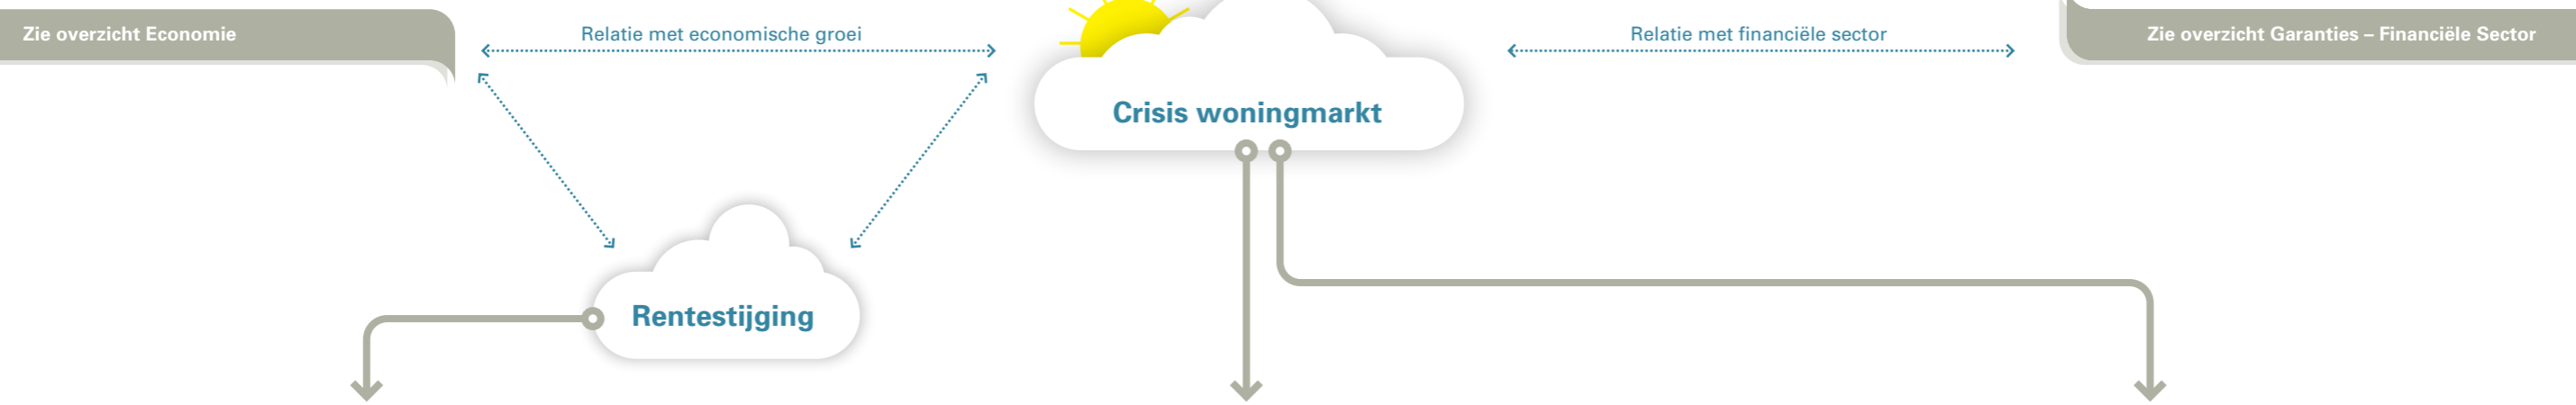 Zie overzicht Economie
Relatie met economische groei
Relatie met financiële sector
Zie overzicht Garanties – Financiële Sector
Crisis woningmarkt
Rentestijging